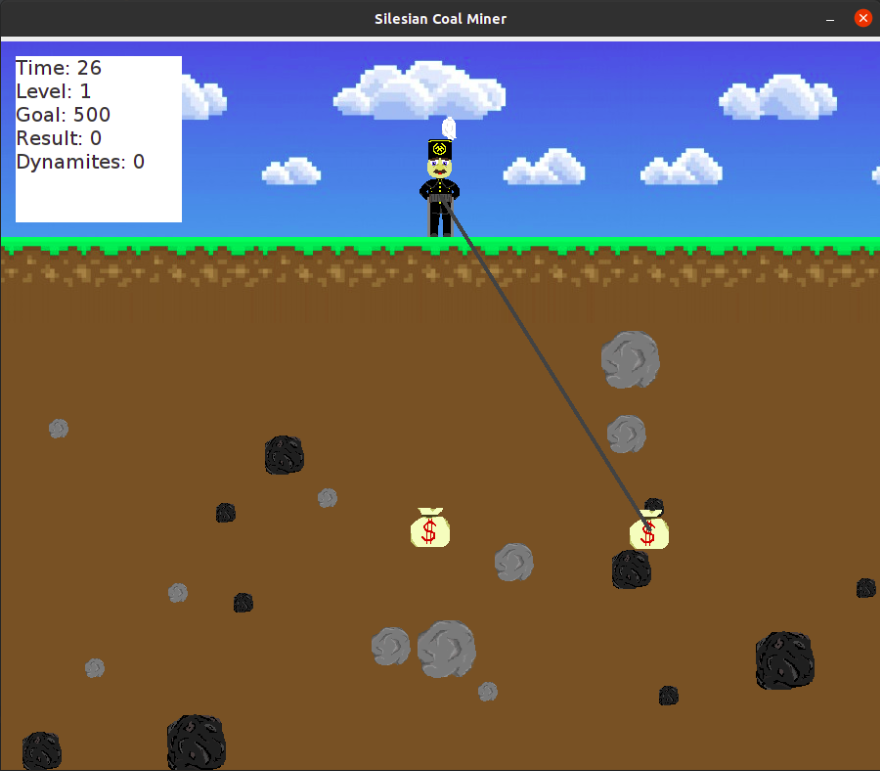 Silesian Coal Miner
Time: 26
Level: 1
Goal: 500
Result: 0
Dynamites: 0
$
$